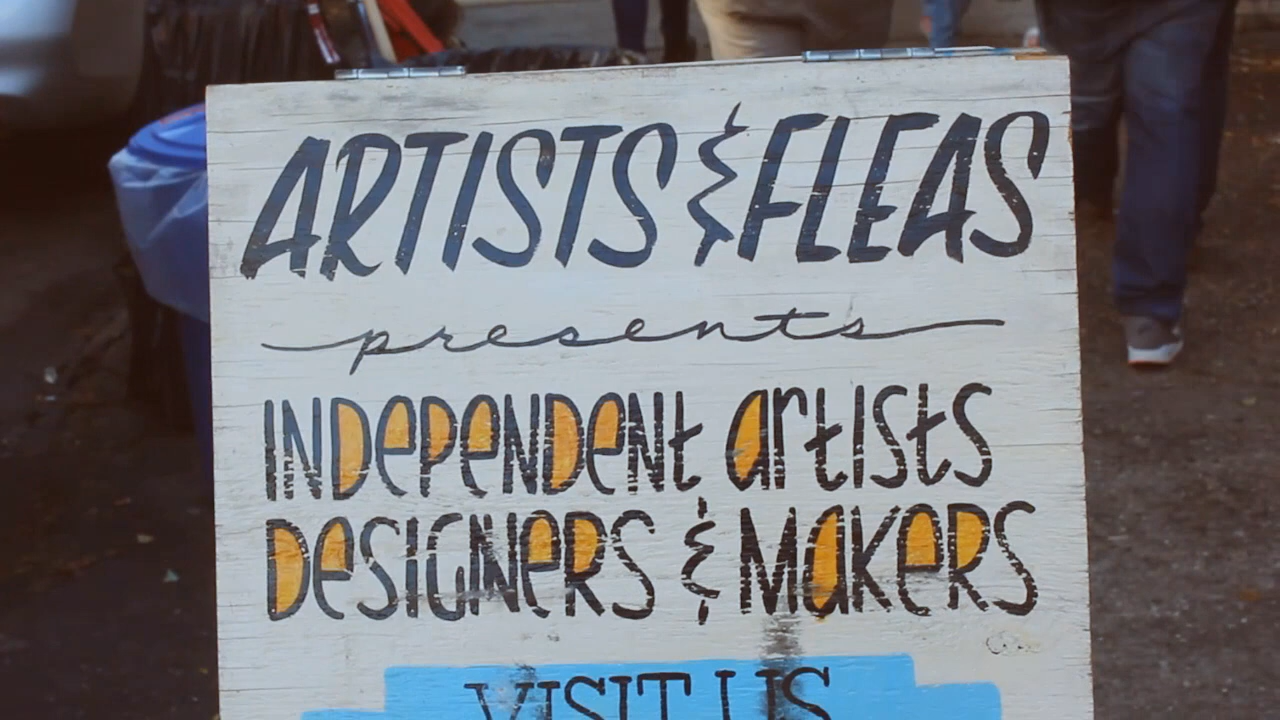 ARTISTS & FLEAS
presents
INDePeNDeNt artists
DeSIGNeRS & MaKeRS
VISIT US